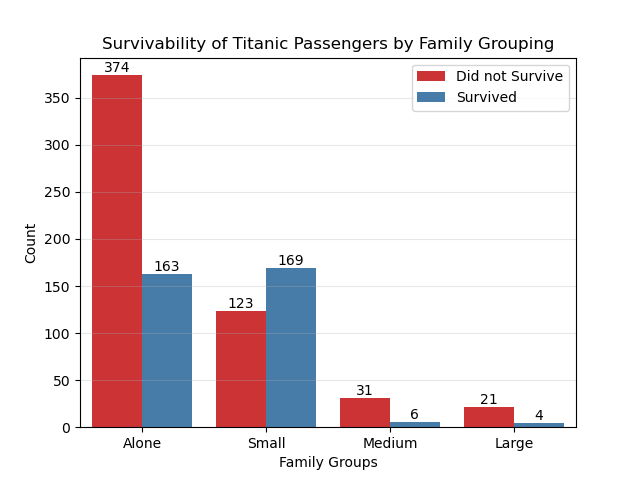 Survivability of Titanic Passengers by Family Grouping
Did not Survive
Survived
Count
350
300
250
200
150
100
50
0
374
163
123
169
31
6
21
4
Alone
Small
Medium
Large
Family Groups